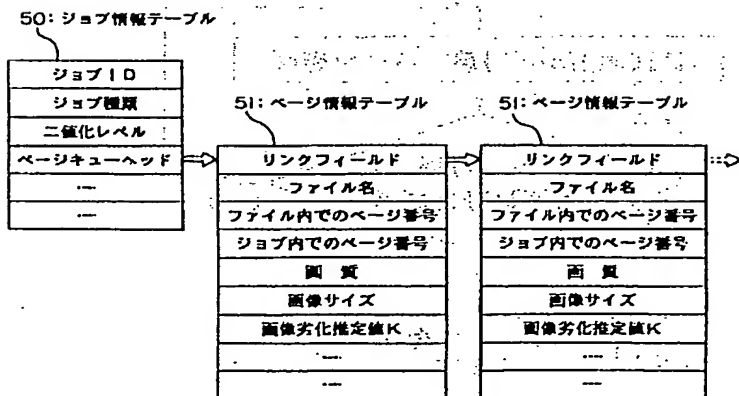 50：ジョブ情報テーブル
ジョブID
ジョブ種類
二値化レベル
ページキューヘッド
----
----
51：ページ情報テーブル
リンクフィールド
ファイル名
ファイル内でのページ番号
ジョブ内でのページ番号
画 質
画像サイズ
画像劣化推定値K
----
----
51：ページ情報テーブル
リンクフィールド
ファイル名
ファイル内でのページ番号
ジョブ内でのページ番号
画 質
画像サイズ
画像劣化推定値K
----
----